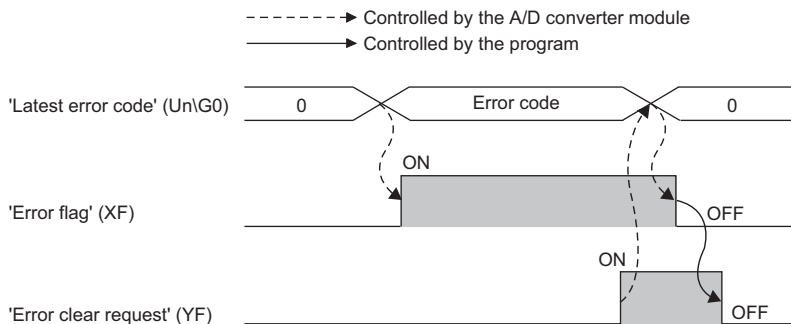 Controlled by the A/D converter module
Controlled by the program
'Latest error code' (Un\G0)
0
Error code
0
ON
'Error flag' (XF)
OFF
ON
'Error clear request' (YF)
OFF